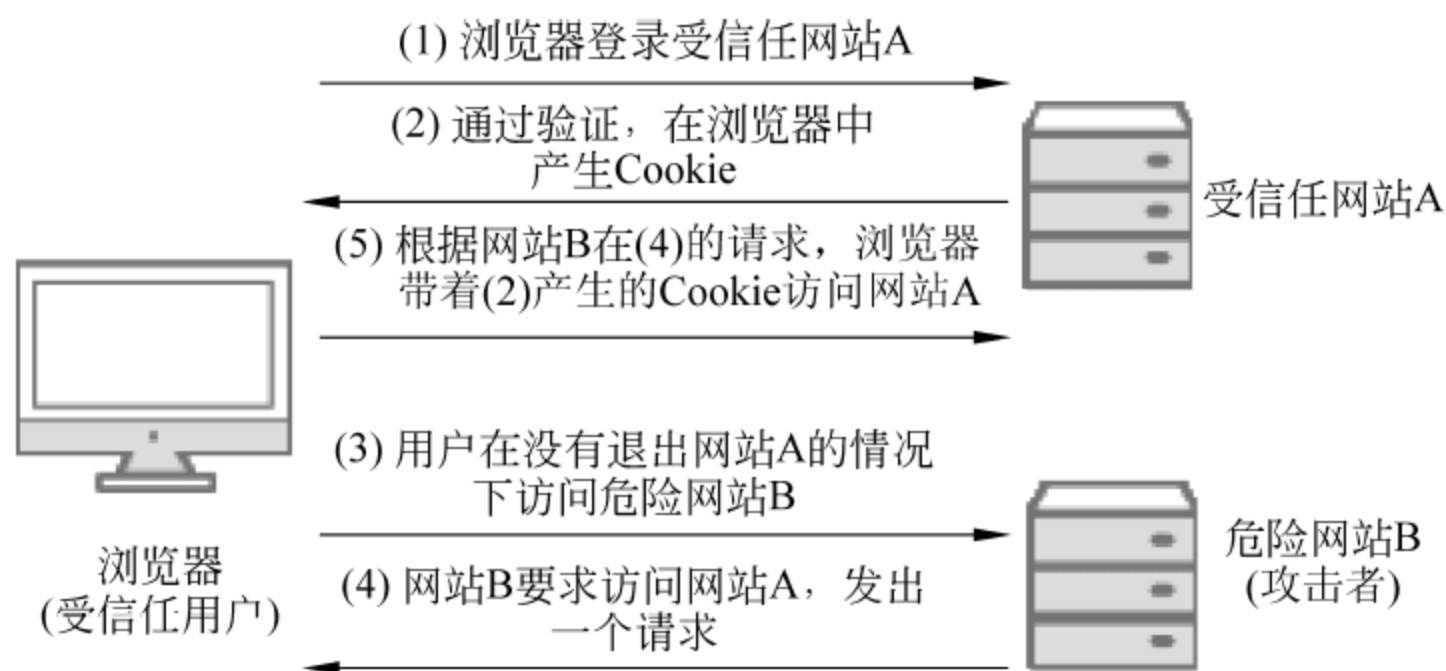 (1) 浏览器登录受信任网站A
(2) 通过验证，在浏览器中
产生Cookie
受信任网站A
(5) 根据网站B在(4)的请求，浏览器
带着(2)产生的Cookie访问网站A
(3) 用户在没有退出网站A的情况
下访问危险网站B
浏览器
(受信任用户)
危险网站B
(攻击者)
(4) 网站B要求访问网站A，发出
一个请求